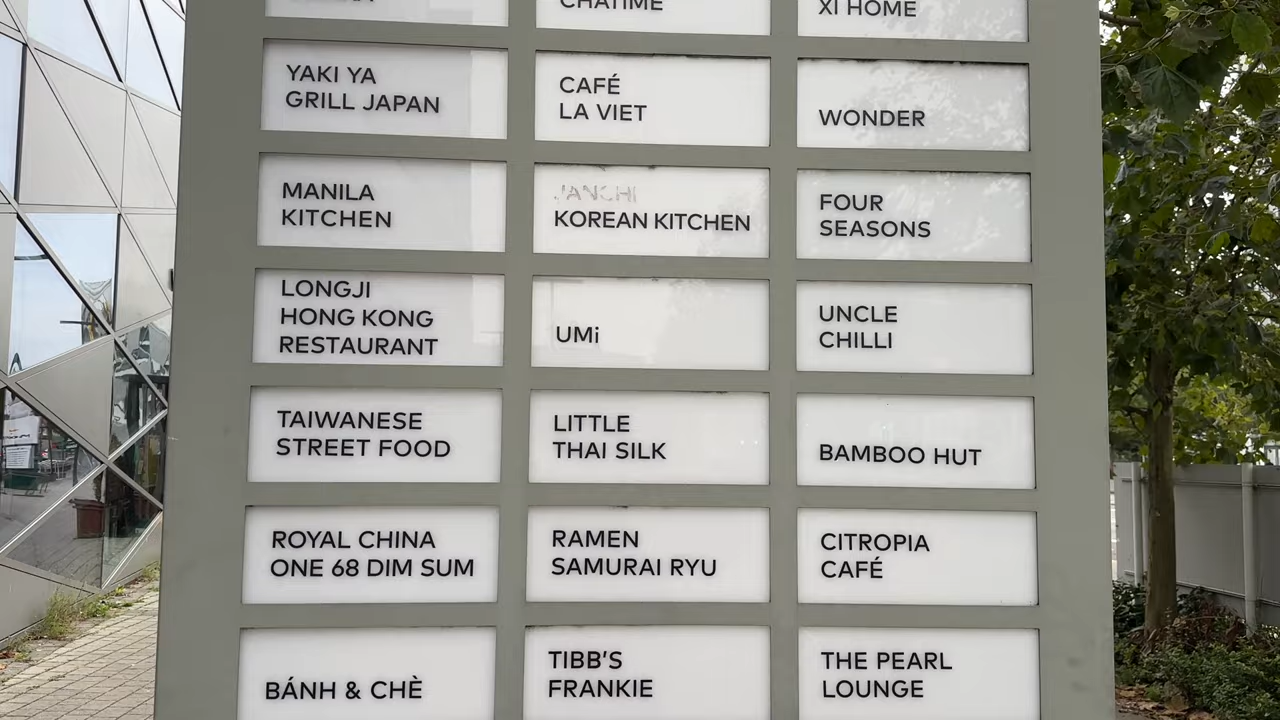 CHATIME
XI HOME
YAKI YA
GRILL JAPAN
CAFÉ
LA VIET
WONDER
MANILA
KITCHEN
JANCHI
KOREAN KITCHEN
FOUR
SEASONS
LONGJI
HONG KONG
RESTAURANT
UMi
UNCLE
CHILLI
TAIWANESE
STREET FOOD
LITTLE
THAI SILK
BAMBOO HUT
ROYAL CHINA
ONE 68 DIM SUM
RAMEN
SAMURAI RYU
CITROPIA
CAFÉ
BÁNH & CHÈ
TIBB'S
FRANKIE
THE PEARL
LOUNGE